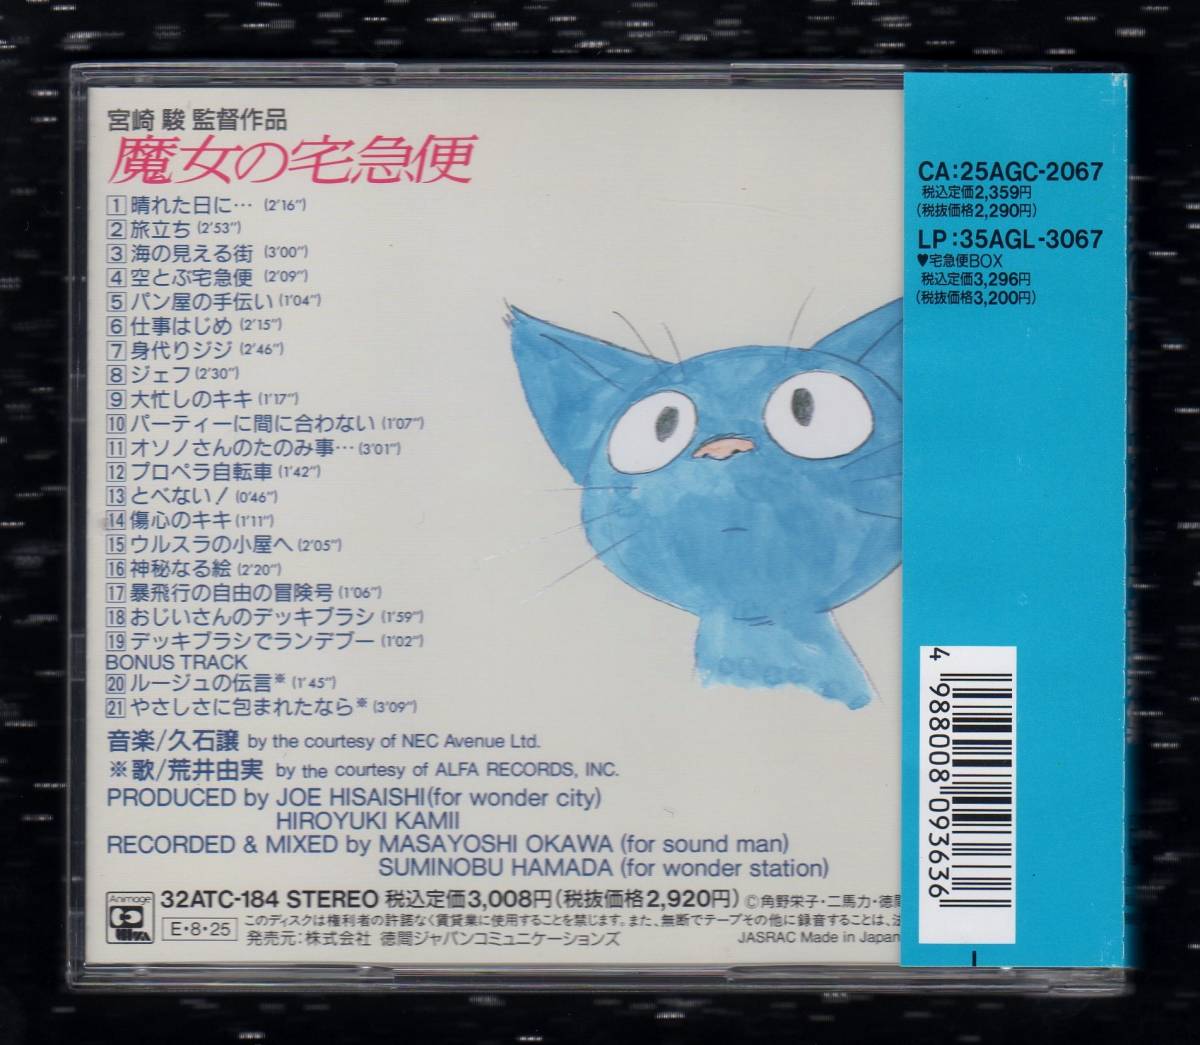 宮崎 駿 監督作品
魔女の宅急便
1 晴れた日に… (2'16")
2 旅立ち (2'53")
3 海の見える街 (3'00")
4 空とぶ宅急便 (2'09")
5 パン屋の手伝い (1'04")
6 仕事はじめ (2'15")
7 身代りジジ (2'46")
8 ジェフ (2'30")
9 大忙しのキキ (1'17")
10 パーティーに間に合わない (1'07")
11 オソノさんのたのみ事… (3'01")
12 プロペラ自転車 (1'42")
13 とべない! (0'46")
14 傷心のキキ (1'11")
15 ウルスラの小屋へ (2'05")
16 神秘なる絵 (2'20")
17 暴飛行の自由の冒険号 (1'06")
18 おじいさんのデッキブラシ (1'59")
19 デッキブラシでランデブー (1'02")
BONUS TRACK
20 ルージュの伝言※ (1'45")
21 やさしさに包まれたなら※ (3'09")
音楽/久石譲 by the courtesy of NEC Avenue Ltd.
※歌/荒井由実 by the courtesy of ALFA RECORDS, INC.
PRODUCED by JOE HISAISHI (for wonder city)
HIROYUKI KAMII
RECORDED & MIXED by MASAYOSHI OKAWA (for sound man)
SUMINOBU HAMADA (for wonder station)
Animage
32ATC-184 STEREO 税込定価3,008円(税抜価格2,920円) ©角野栄子・二馬力・徳間
E・8・25
このディスクは権利者の許諾なく賃貸業に使用することを禁じます。また、無断でテープその他に録音することは、法
発売元:株式会社 徳間ジャパンコミュニケーションズ JASRAC Made in Japan
CA:25AGC-2067
税込定価2,359円
(税抜価格2,290円)
LP:35AGL-3067
♥宅急便BOX
税込定価3,296円
(税抜価格3,200円)
4 988008 093636